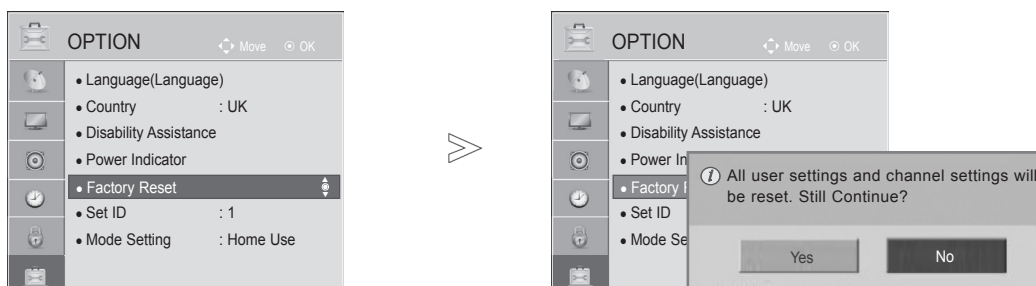 OPTION
Move OK
• Language(Language)
• Country : UK
• Disability Assistance
• Power Indicator
• Factory Reset
• Set ID : 1
• Mode Setting : Home Use
OPTION
Move OK
• Language(Language)
• Country : UK
• Disability Assistance
• Power In
• Factory R
• Set ID
• Mode Se
All user settings and channel settings will
be reset. Still Continue?
Yes No